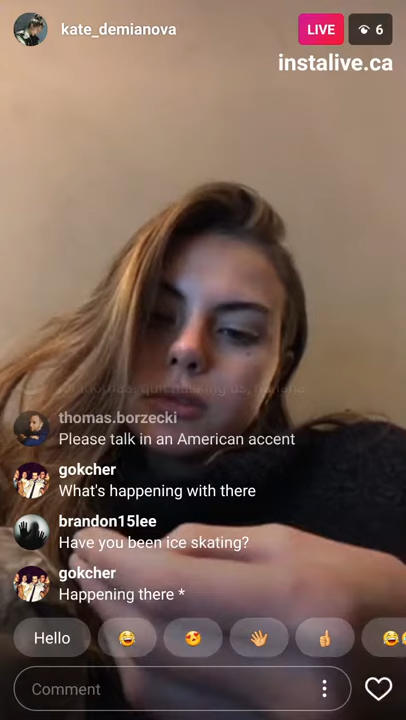 kate_demianova
LIVE
6
instalive.ca
thomas.borzecki
Please talk in an American accent
gokcher
What's happening with there
brandon15lee
Have you been ice skating?
gokcher
Happening there *
Hello
Comment